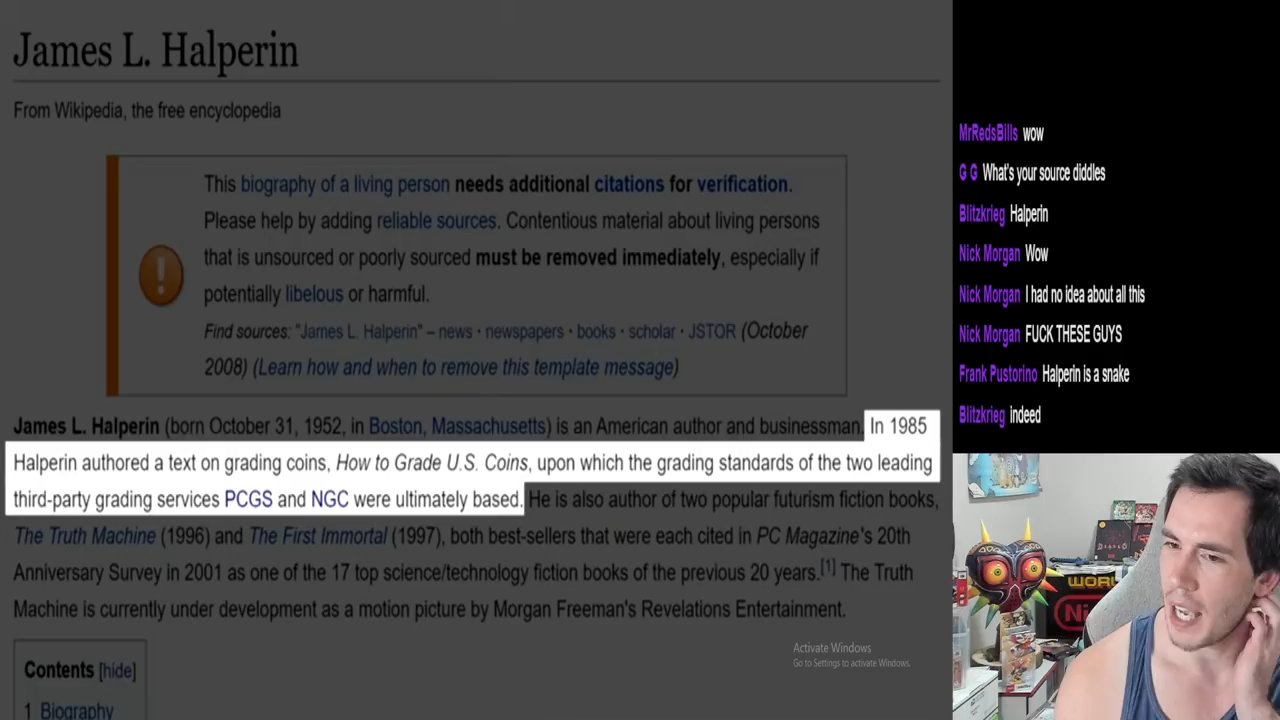 James L. Halperin
From Wikipedia, the free encyclopedia
This biography of a living person needs additional citations for verification.
Please help by adding reliable sources. Contentious material about living persons
that is unsourced or poorly sourced must be removed immediately, especially if
potentially libelous or harmful.
Find sources: "James L. Halperin" – news · newspapers · books · scholar · JSTOR (October
2008) (Learn how and when to remove this template message)
James L. Halperin (born October 31, 1952, in Boston, Massachusetts) is an American author and businessman. In 1985
Halperin authored a text on grading coins, How to Grade U.S. Coins, upon which the grading standards of the two leading
third-party grading services PCGS and NGC were ultimately based. He is also author of two popular futurism fiction books,
The Truth Machine (1996) and The First Immortal (1997), both best-sellers that were each cited in PC Magazine's 20th
Anniversary Survey in 2001 as one of the 17 top science/technology fiction books of the previous 20 years.[1] The Truth
Machine is currently under development as a motion picture by Morgan Freeman's Revelations Entertainment.
Contents [hide]
1 Biography
Activate Windows
Go to Settings to activate Windows.
MrRedsBills wow
G G What's your source diddles
Blitzkrieg Halperin
Nick Morgan Wow
Nick Morgan I had no idea about all this
Nick Morgan FUCK THESE GUYS
Frank Pustorino Halperin is a snake
Blitzkrieg indeed
WORL
Ni